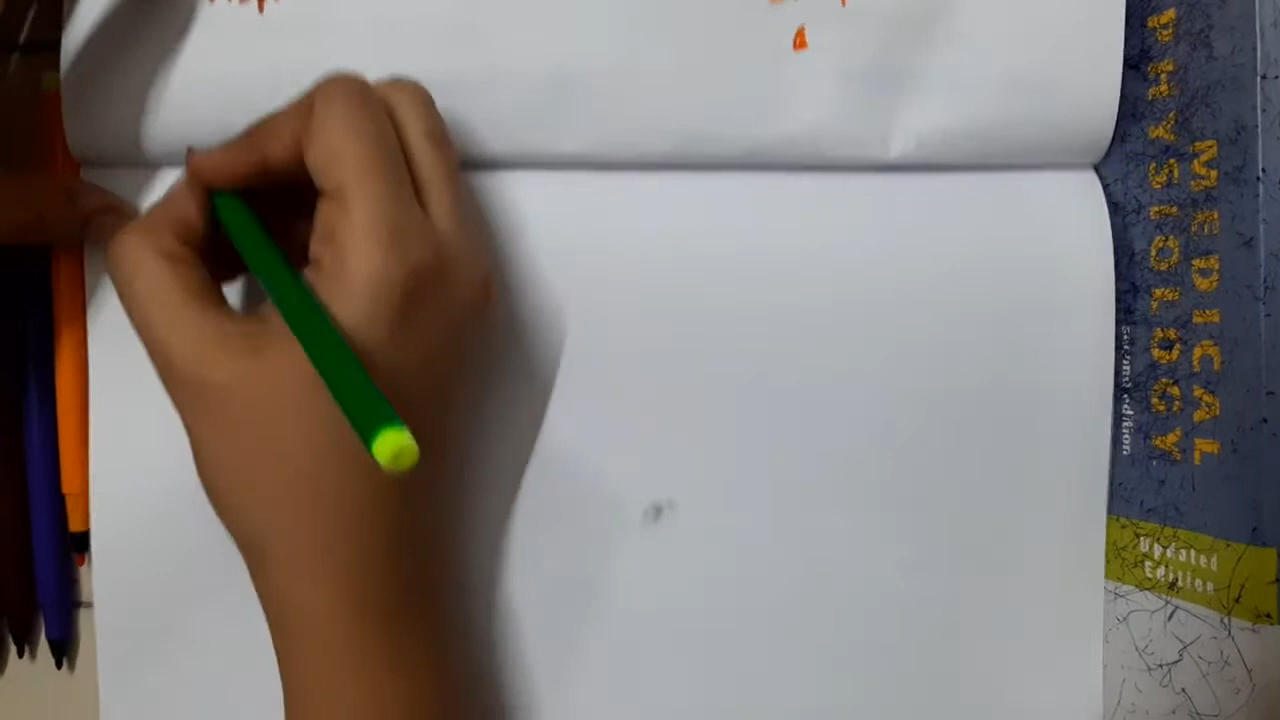 MEDICAL
PHYSIOLOGY
second edition
Updated
Edition